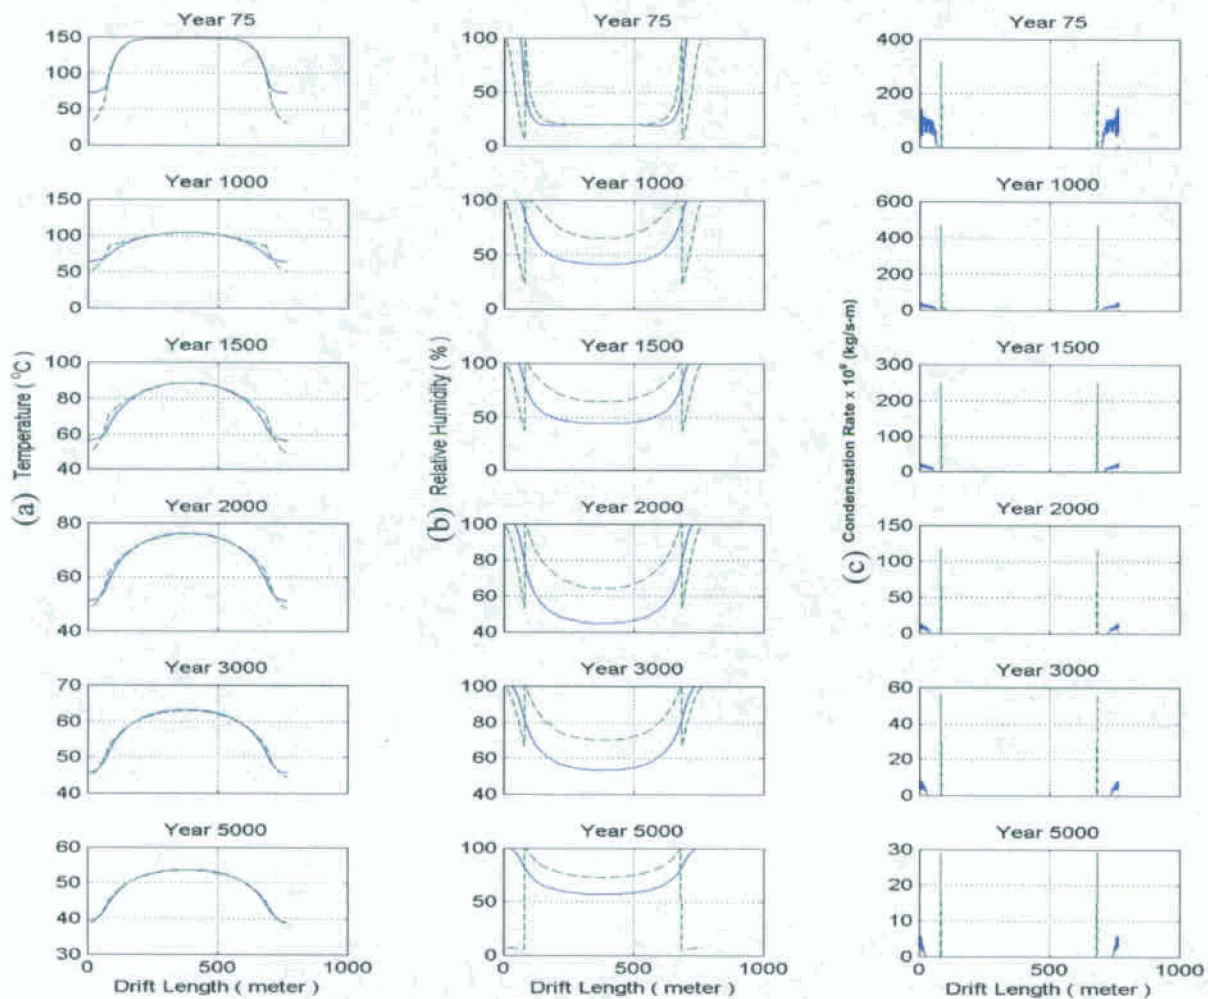 Year 75
150
100
50
0
Year 1000
150
100
50
0
Year 1500
100
80
60
40
Year 2000
80
60
40
Year 3000
70
60
50
40
Year 5000
60
50
40
30
0 500 1000
Drift Length ( meter )
(a) Temperature ( ⁰C)
Year 75
100
50
0
Year 1000
100
50
0
Year 1500
100
50
0
Year 2000
100
80
60
40
Year 3000
100
80
60
40
Year 5000
100
50
0
0 500 1000
Drift Length ( meter )
(b) Relative Humidity ( % )
Year 75
400
200
0
Year 1000
600
400
200
0
Year 1500
300
200
100
0
Year 2000
150
100
50
0
Year 3000
60
40
20
0
Year 5000
30
20
10
0
0 500 1000
Drift Length ( meter )
(c) Condensation Rate x 10⁹ (kg/s-m)